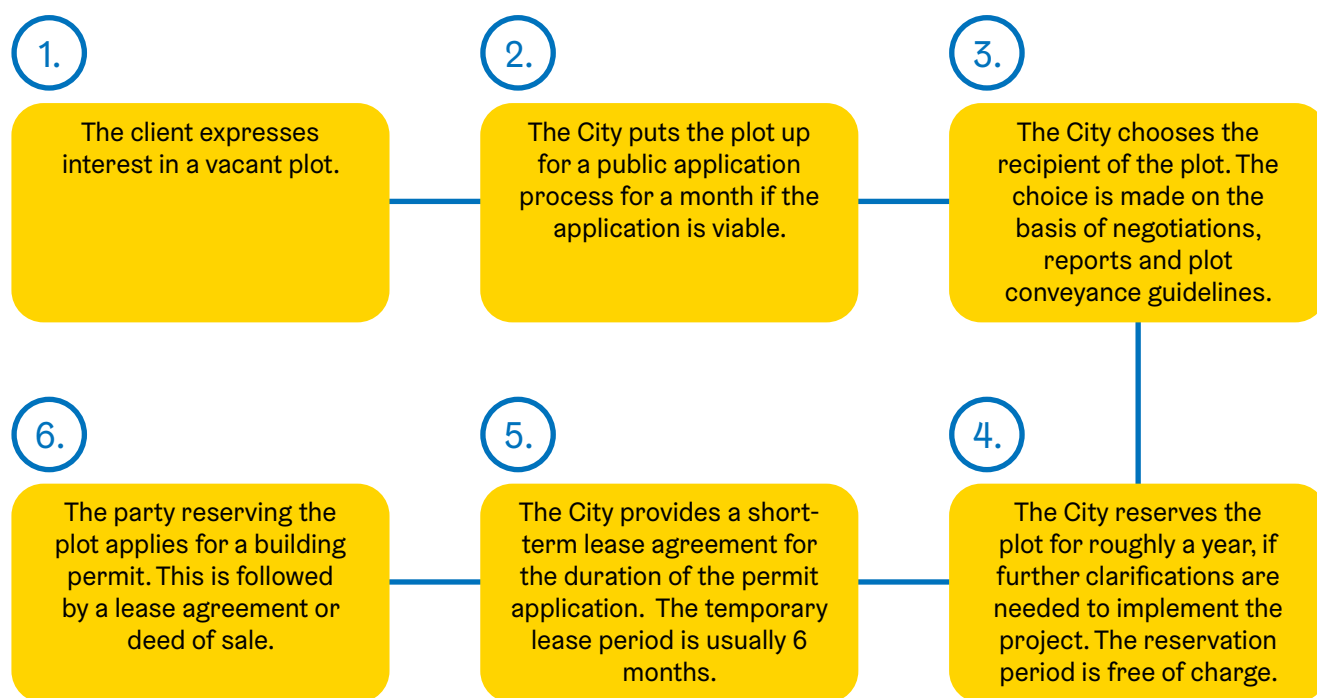 1.
The client expresses
interest in a vacant plot.
2.
The City puts the plot up
for a public application
process for a month if the
application is viable.
3.
The City chooses the
recipient of the plot. The
choice is made on the
basis of negotiations,
reports and plot
conveyance guidelines.
4.
The City reserves the
plot for roughly a year, if
further clarifications are
needed to implement the
project. The reservation
period is free of charge.
5.
The City provides a short-
term lease agreement for
the duration of the permit
application.  The temporary
lease period is usually 6
months.
6.
The party reserving the
plot applies for a building
permit. This is followed
by a lease agreement or
deed of sale.